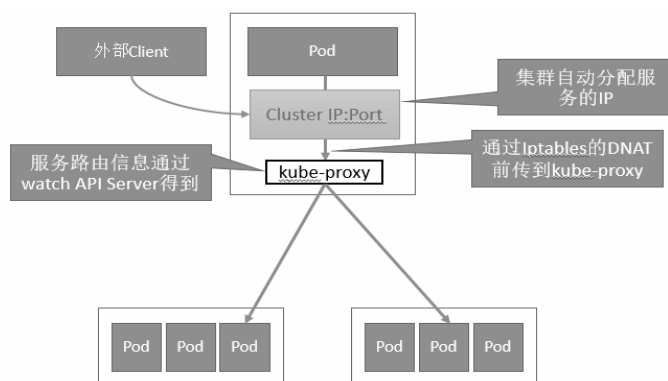 外部Client
Pod
集群自动分配服
务的IP
Cluster IP:Port
通过Iptables的DNAT
前传到kube-proxy
服务路由信息通过
watch API Server得到
kube-proxy
Pod Pod Pod
Pod Pod Pod